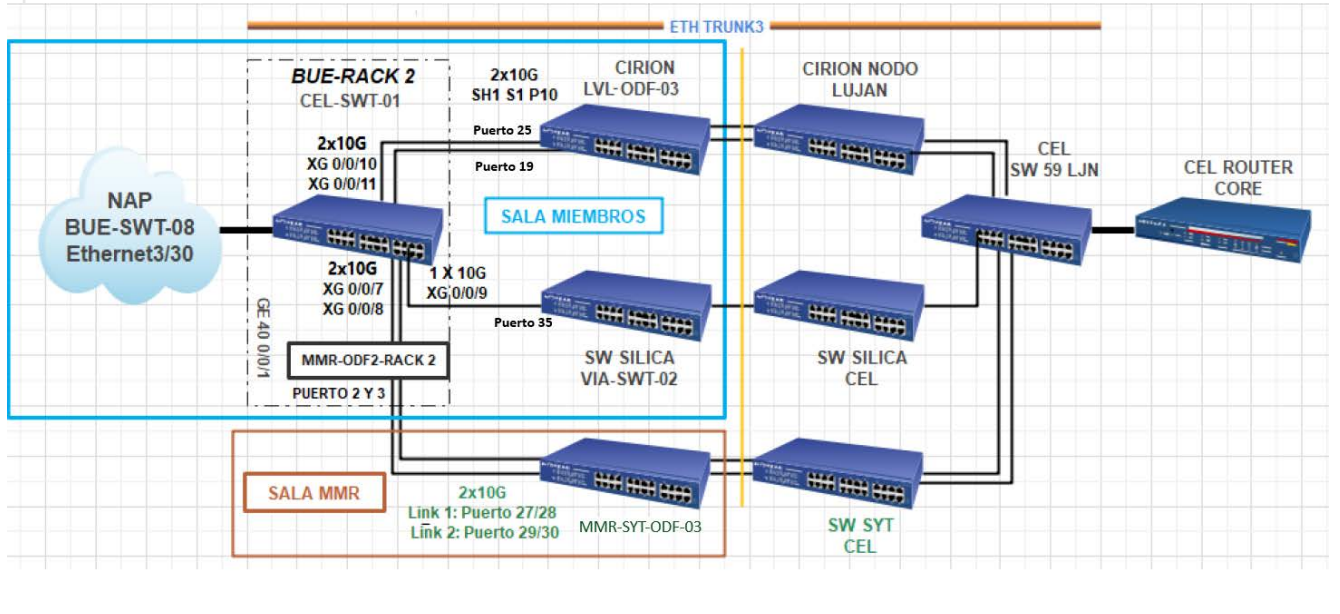 ETH TRUNK3
BUE-RACK 2
CEL-SWT-01
2x10G
SH1 S1 P10
CIRION
LVL-ODF-03
CIRION NODO
LUJAN
Puerto 25
Puerto 19
2x10G
XG 0/0/10
XG 0/0/11
CEL
SW 59 LJN
CEL ROUTER
CORE
NAP
BUE-SWT-08
Ethernet3/30
SALA MIEMBROS
2x10G
XG 0/0/7
XG 0/0/8
1 X 10G
XG 0/0/9
Puerto 35
GE 40 0/0/1
MMR-ODF2-RACK 2
PUERTO 2 Y 3
SW SILICA
VIA-SWT-02
SW SILICA
CEL
SALA MMR
2x10G
Link 1: Puerto 27/28
Link 2: Puerto 29/30
MMR-SYT-ODF-03
SW SYT
CEL